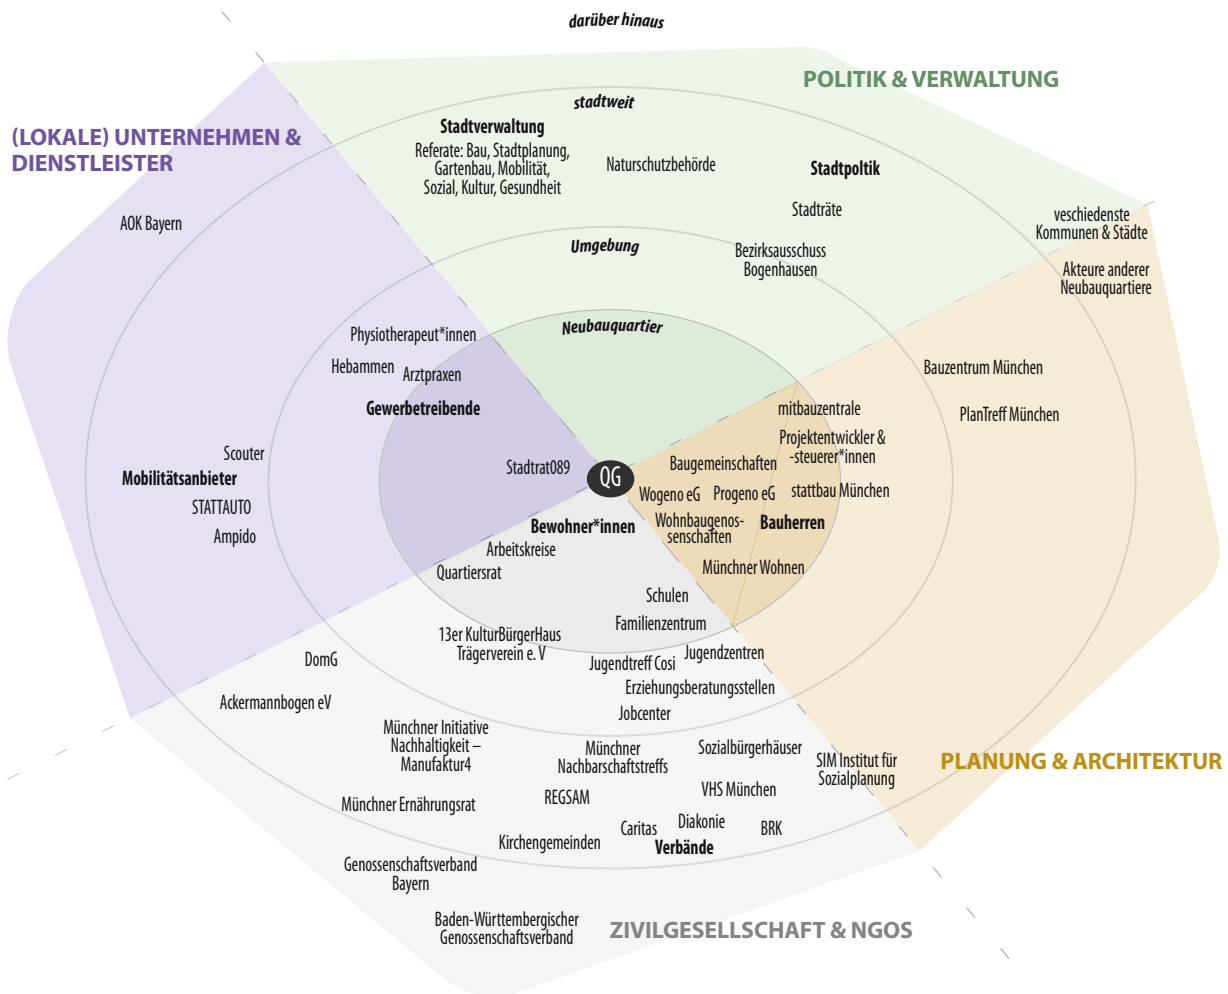 darüber hinaus
POLITIK & VERWALTUNG
stadtweit
(LOKALE) UNTERNEHMEN &
DIENSTLEISTER
Stadtverwaltung
Referate: Bau, Stadtplanung,
Gartenbau, Mobilität,
Sozial, Kultur, Gesundheit
Naturschutzbehörde
Stadtpoltik
Stadträte
AOK Bayern
veschiedenste
Kommunen & Städte
Umgebung
Bezirksausschuss
Bogenhausen
Akteure anderer
Neubauquartiere
Neubauquartier
Physiotherapeut*innen
Hebammen
Arztpraxen
Gewerbetreibende
Bauzentrum München
PlanTreff München
mitbauzentrale
Projektentwickler &
-steuerer*innen
Scouter
Mobilitätsanbieter
STATTAUTO
Ampido
Stadtrat089
QG
Baugemeinschaften
Wogeno eG
Progeno eG
stattbau München
Wohnbaugenos-
senschaften
Bauherren
Münchner Wohnen
Bewohner*innen
Arbeitskreise
Quartiersrat
Schulen
Familienzentrum
13er KulturBürgerHaus
Trägerverein e. V
Jugendtreff Cosi
Jugendzentren
DomG
Erziehungsberatungsstellen
Ackermannbogen eV
Jobcenter
Münchner Initiative
Nachhaltigkeit –
Manufaktur4
Münchner
Nachbarschaftstreffs
Sozialbürgerhäuser
SIM Institut für
Sozialplanung
PLANUNG & ARCHITEKTUR
Münchner Ernährungsrat
REGSAM
VHS München
Kirchengemeinden
Caritas
Diakonie
BRK
Verbände
Genossenschaftsverband
Bayern
Baden-Württembergischer
Genossenschaftsverband
ZIVILGESELLSCHAFT & NGOS